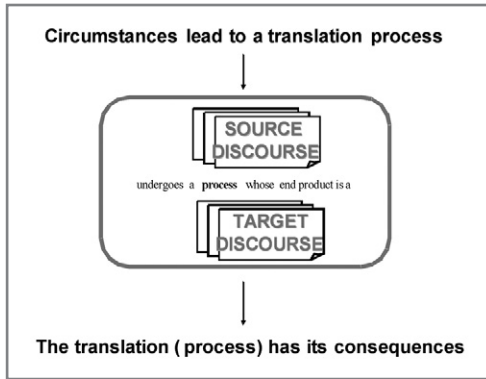 Circumstances lead to a translation process
SOURCE
DISCOURSE
undergoes a process whose end product is a
TARGET
DISCOURSE
The translation ( process) has its consequences